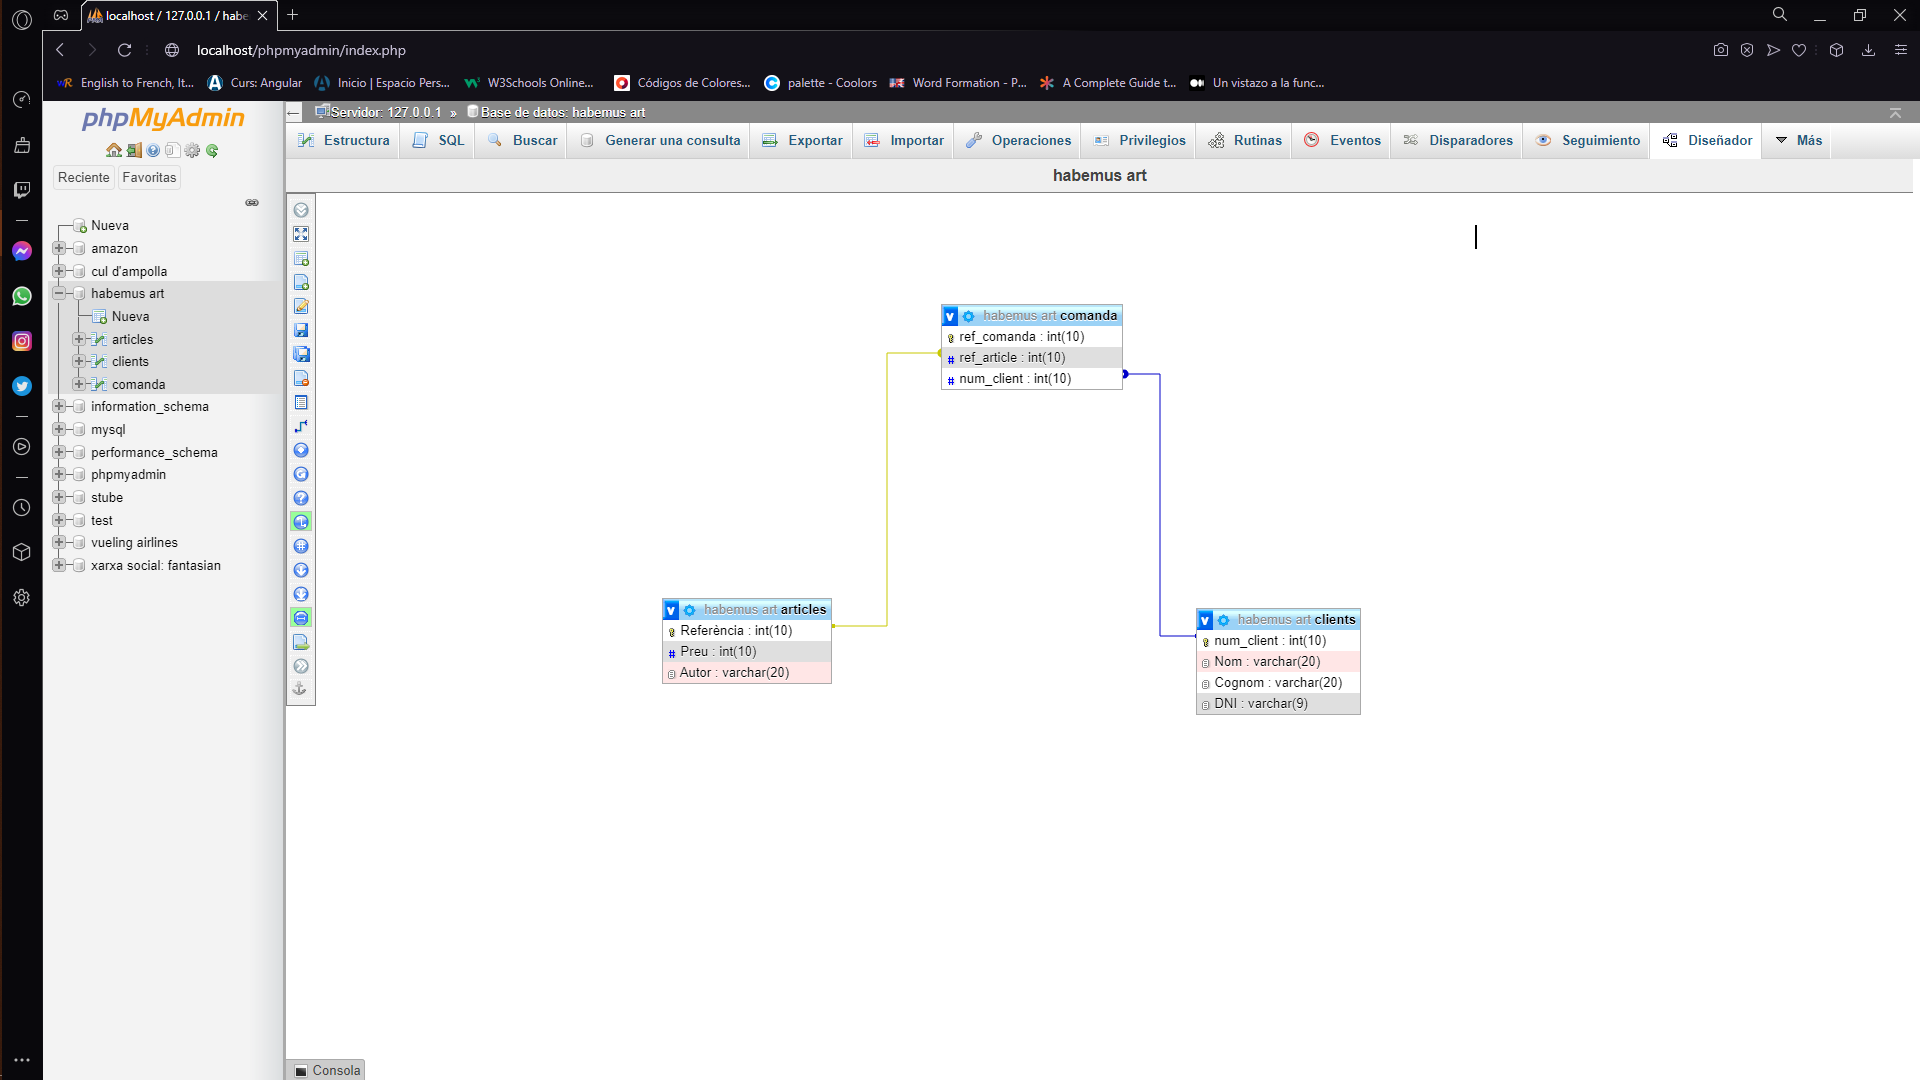 localhost / 127.0.0.1 / habe
localhost/phpmyadmin/index.php
English to French, It...
Curs: Angular
Inicio | Espacio Pers...
W3Schools Online...
Códigos de Colores...
palette - Coolors
Word Formation - P...
A Complete Guide t...
Un vistazo a la func...
phpMyAdmin
Reciente
Favoritas
Nueva
amazon
cul d'ampolla
habemus art
Nueva
articles
clients
comanda
information_schema
mysql
performance_schema
phpmyadmin
stube
test
vueling airlines
xarxa social: fantasian
Servidor: 127.0.0.1 » Base de datos: habemus art
Estructura
SQL
Buscar
Generar una consulta
Exportar
Importar
Operaciones
Privilegios
Rutinas
Eventos
Disparadores
Seguimiento
Diseñador
Más
habemus art
v habemus art comanda
ref_comanda : int(10)
# ref_article : int(10)
# num_client : int(10)
v habemus art articles
Referència : int(10)
# Preu : int(10)
Autor : varchar(20)
v habemus art clients
num_client : int(10)
Nom : varchar(20)
Cognom : varchar(20)
DNI : varchar(9)
Consola